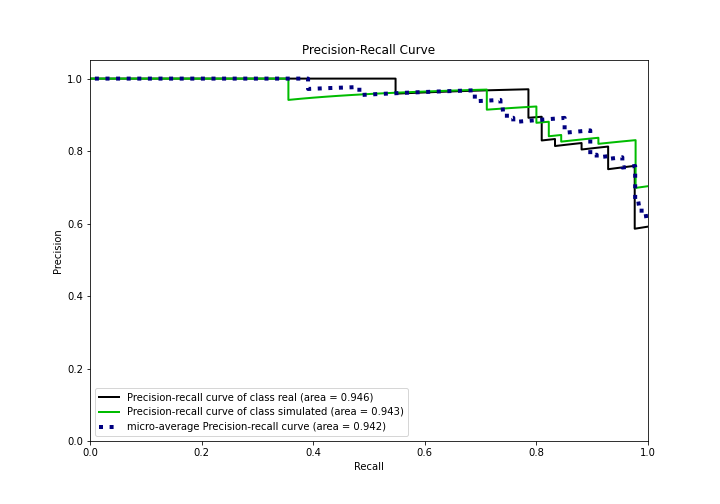 Precision-Recall Curve
1.0
0.8
0.6
0.4
0.2
0.0
Precision
Precision-recall curve of class real (area = 0.946)
Precision-recall curve of class simulated (area = 0.943)
micro-average Precision-recall curve (area = 0.942)
0.0 0.2 0.4 0.6 0.8 1.0
Recall